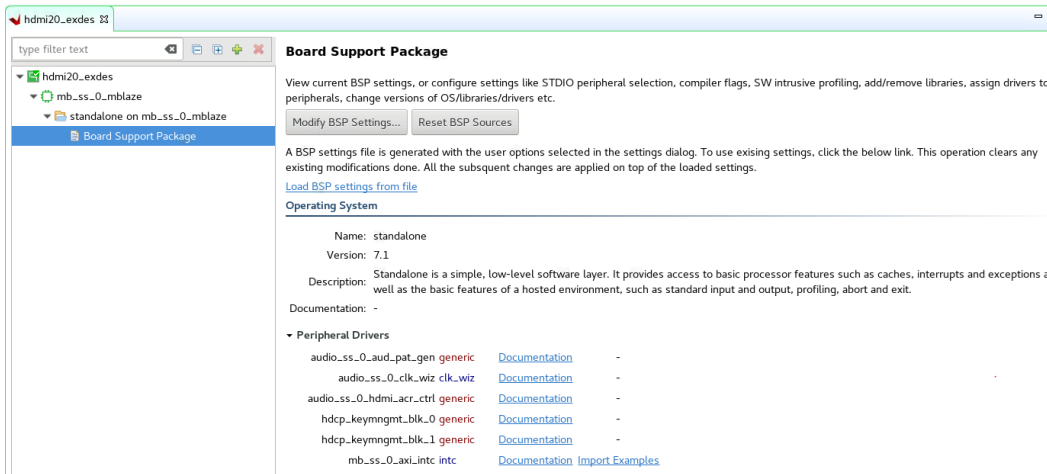 hdmi20_exdes
type filter text
hdmi20_exdes
mb_ss_0_mblaze
standalone on mb_ss_0_mblaze
Board Support Package
Board Support Package
View current BSP settings, or configure settings like STDIO peripheral selection, compiler flags, SW intrusive profiling, add/remove libraries, assign drivers to
peripherals, change versions of OS/libraries/drivers etc.
Modify BSP Settings... Reset BSP Sources
A BSP settings file is generated with the user options selected in the settings dialog. To use exising settings, click the below link. This operation clears any
existing modifications done. All the subsquent changes are applied on top of the loaded settings.
Load BSP settings from file
Operating System
Name: standalone
Version: 7.1
Description: Standalone is a simple, low-level software layer. It provides access to basic processor features such as caches, interrupts and exceptions a
well as the basic features of a hosted environment, such as standard input and output, profiling, abort and exit.
Documentation: -
Peripheral Drivers
audio_ss_0_aud_pat_gen generic Documentation -
audio_ss_0_clk_wiz clk_wiz Documentation -
audio_ss_0_hdmi_acr_ctrl generic Documentation -
hdcp_keymngmt_blk_0 generic Documentation -
hdcp_keymngmt_blk_1 generic Documentation -
mb_ss_0_axi_intc intc Documentation Import Examples